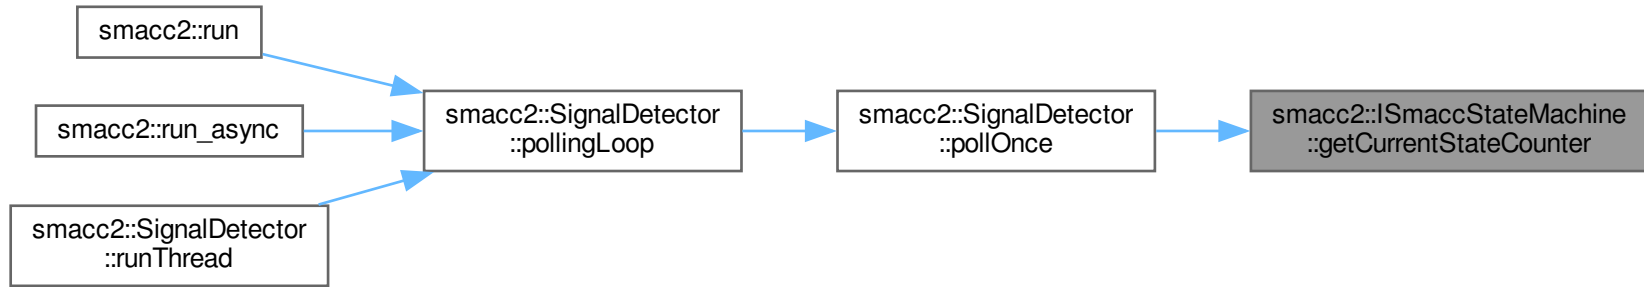 smacc2::run
smacc2::run_async
smacc2::SignalDetector
::runThread
smacc2::SignalDetector
::pollingLoop
smacc2::SignalDetector
::pollOnce
smacc2::ISmaccStateMachine
::getCurrentStateCounter